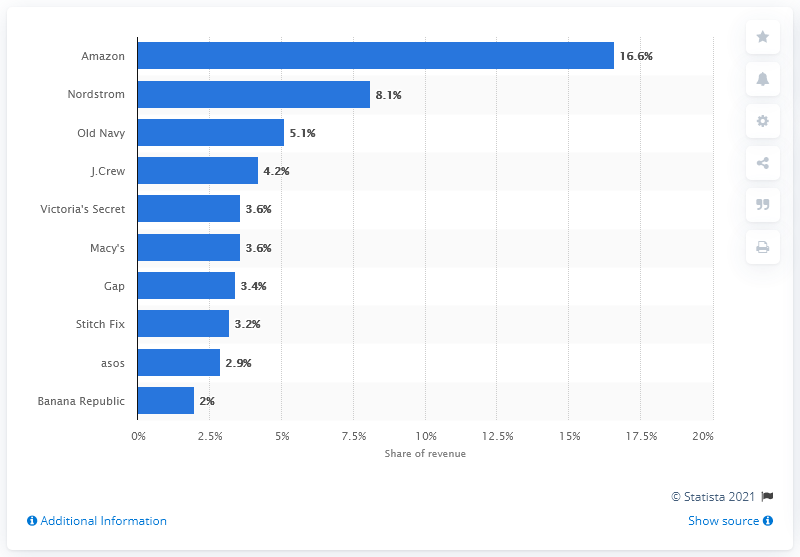 Amazon 16.6%
Nordstrom 8.1%
Old Navy 5.1%
J.Crew 4.2%
Victoria's Secret 3.6%
Macy's 3.6%
Gap 3.4%
Stitch Fix 3.2%
asos 2.9%
Banana Republic 2%
0% 2.5% 5% 7.5% 10% 12.5% 15% 17.5% 20%
Share of revenue
© Statista 2021
Additional Information Show source